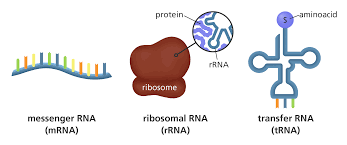 protein
S
aminoacid
rRNA
ribosome
messenger RNA
(mRNA)
ribosomal RNA
(rRNA)
transfer RNA
(tRNA)